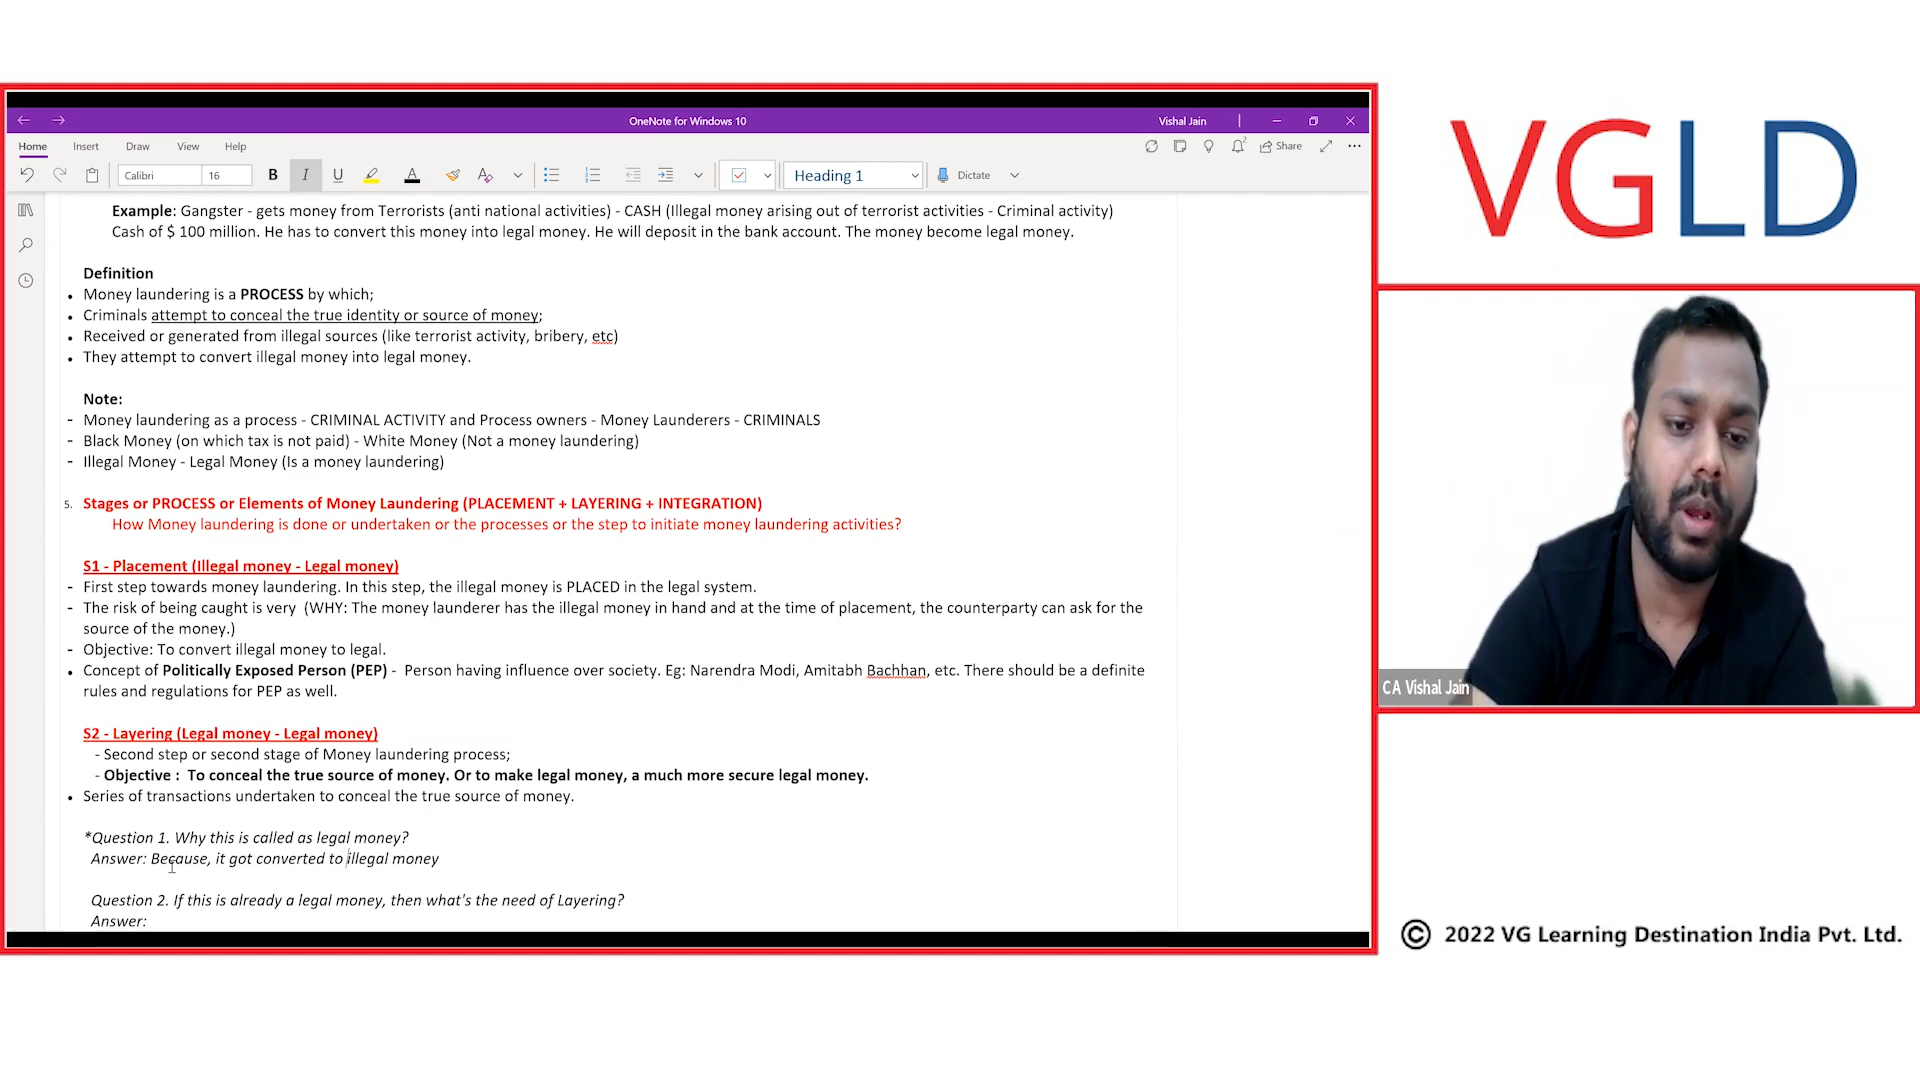 OneNote for Windows 10
Vishal Jain
Home Insert Draw View Help
Share
Calibri 16 B I U A Heading 1 Dictate
Example: Gangster - gets money from Terrorists (anti national activities) - CASH (Illegal money arising out of terrorist activities - Criminal activity)
Cash of $ 100 million. He has to convert this money into legal money. He will deposit in the bank account. The money become legal money.
Definition
• Money laundering is a PROCESS by which;
• Criminals attempt to conceal the true identity or source of money;
• Received or generated from illegal sources (like terrorist activity, bribery, etc)
• They attempt to convert illegal money into legal money.
Note:
- Money laundering as a process - CRIMINAL ACTIVITY and Process owners - Money Launderers - CRIMINALS
- Black Money (on which tax is not paid) - White Money (Not a money laundering)
- Illegal Money - Legal Money (Is a money laundering)
5. Stages or PROCESS or Elements of Money Laundering (PLACEMENT + LAYERING + INTEGRATION)
How Money laundering is done or undertaken or the processes or the step to initiate money laundering activities?
S1 - Placement (Illegal money - Legal money)
- First step towards money laundering. In this step, the illegal money is PLACED in the legal system.
- The risk of being caught is very (WHY: The money launderer has the illegal money in hand and at the time of placement, the counterparty can ask for the
source of the money.)
- Objective: To convert illegal money to legal.
• Concept of Politically Exposed Person (PEP) - Person having influence over society. Eg: Narendra Modi, Amitabh Bachhan, etc. There should be a definite
rules and regulations for PEP as well.
S2 - Layering (Legal money - Legal money)
- Second step or second stage of Money laundering process;
- Objective : To conceal the true source of money. Or to make legal money, a much more secure legal money.
• Series of transactions undertaken to conceal the true source of money.
*Question 1. Why this is called as legal money?
Answer: Because, it got converted to illegal money
Question 2. If this is already a legal money, then what's the need of Layering?
Answer:
VGLD
CA Vishal Jain
© 2022 VG Learning Destination India Pvt. Ltd.